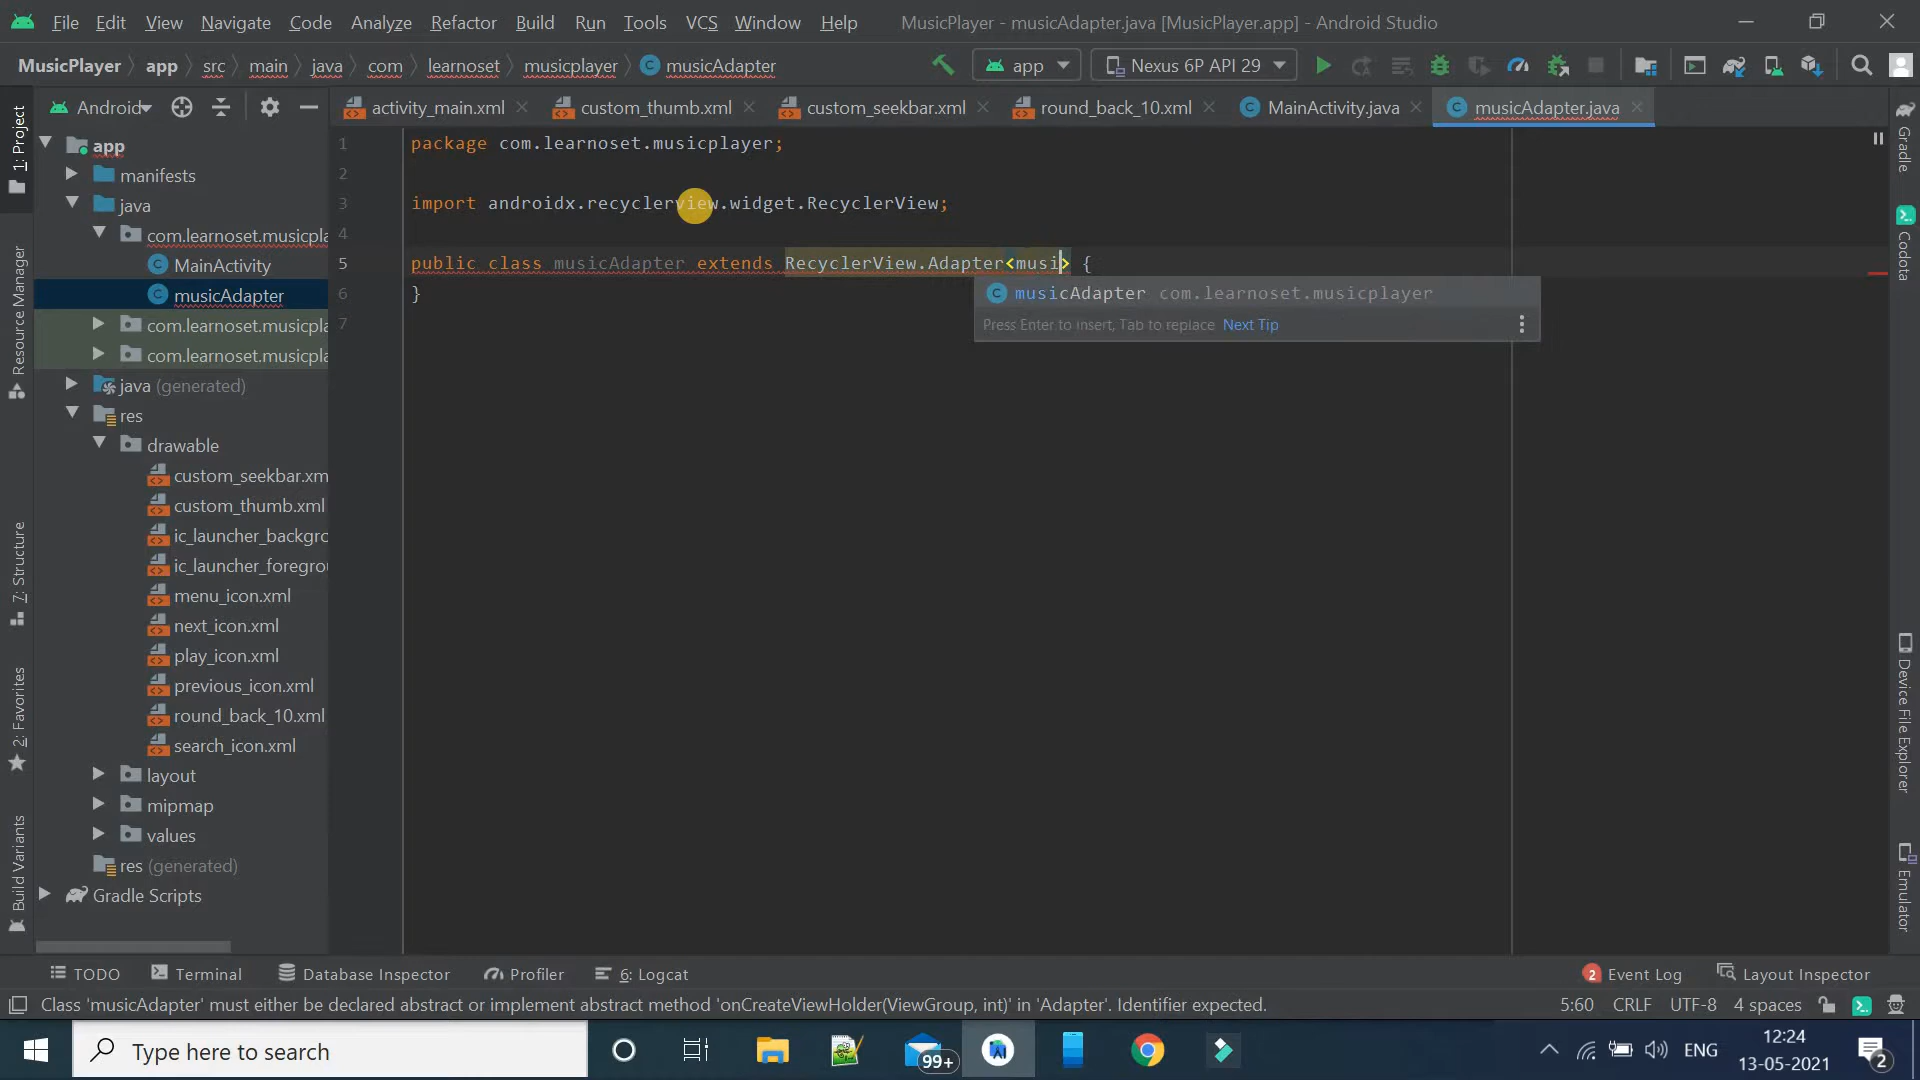 File Edit View Navigate Code Analyze Refactor Build Run Tools VCS Window Help MusicPlayer - musicAdapter.java [MusicPlayer.app] - Android Studio
MusicPlayer app src main java com learnoset musicplayer musicAdapter app Nexus 6P API 29
Android activity_main.xml custom_thumb.xml custom_seekbar.xml round_back_10.xml MainActivity.java musicAdapter.java
1: Project
Resource Manager
7: Structure
2: Favorites
Build Variants
app
manifests
java
com.learnoset.musicpla
MainActivity
musicAdapter
com.learnoset.musicpla
com.learnoset.musicpla
java (generated)
res
drawable
custom_seekbar.xm
custom_thumb.xml
ic_launcher_backgro
ic_launcher_foregrou
menu_icon.xml
next_icon.xml
play_icon.xml
previous_icon.xml
round_back_10.xml
search_icon.xml
layout
mipmap
values
res (generated)
Gradle Scripts
1 package com.learnoset.musicplayer;
2
3 import androidx.recyclerview.widget.RecyclerView;
4
5 public class musicAdapter extends RecyclerView.Adapter<musi> {
6 }
7
musicAdapter com.learnoset.musicplayer
Press Enter to insert, Tab to replace Next Tip
Gradle
Codota
Device File Explorer
Emulator
TODO Terminal Database Inspector Profiler 6: Logcat 2 Event Log Layout Inspector
Class 'musicAdapter' must either be declared abstract or implement abstract method 'onCreateViewHolder(ViewGroup, int)' in 'Adapter'. Identifier expected. 5:60 CRLF UTF-8 4 spaces
Type here to search 99+ ENG 12:24
13-05-2021 2